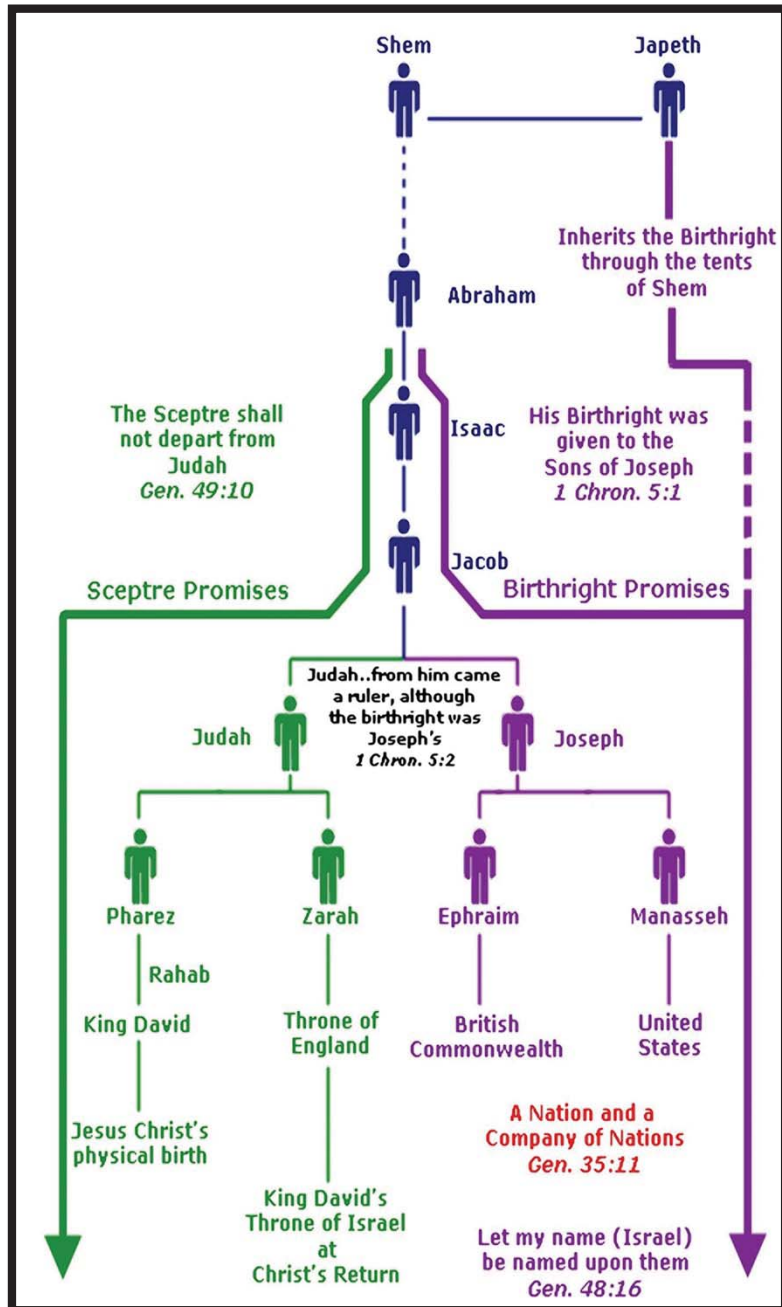 Shem
Japeth
Inherits the Birthright
through the tents
of Shem
Abraham
The Sceptre shall
not depart from
Judah
Gen. 49:10
Isaac
His Birthright was
given to the
Sons of Joseph
1 Chron. 5:1
Jacob
Sceptre Promises
Birthright Promises
Judah..from him came
a ruler, although
the birthright was
Joseph's
1 Chron. 5:2
Judah
Joseph
Pharez
Zarah
Ephraim
Manasseh
Rahab
King David
Throne of
England
British
Commonwealth
United
States
Jesus Christ's
physical birth
A Nation and a
Company of Nations
Gen. 35:11
King David's
Throne of Israel
at
Christ's Return
Let my name (Israel)
be named upon them
Gen. 48:16